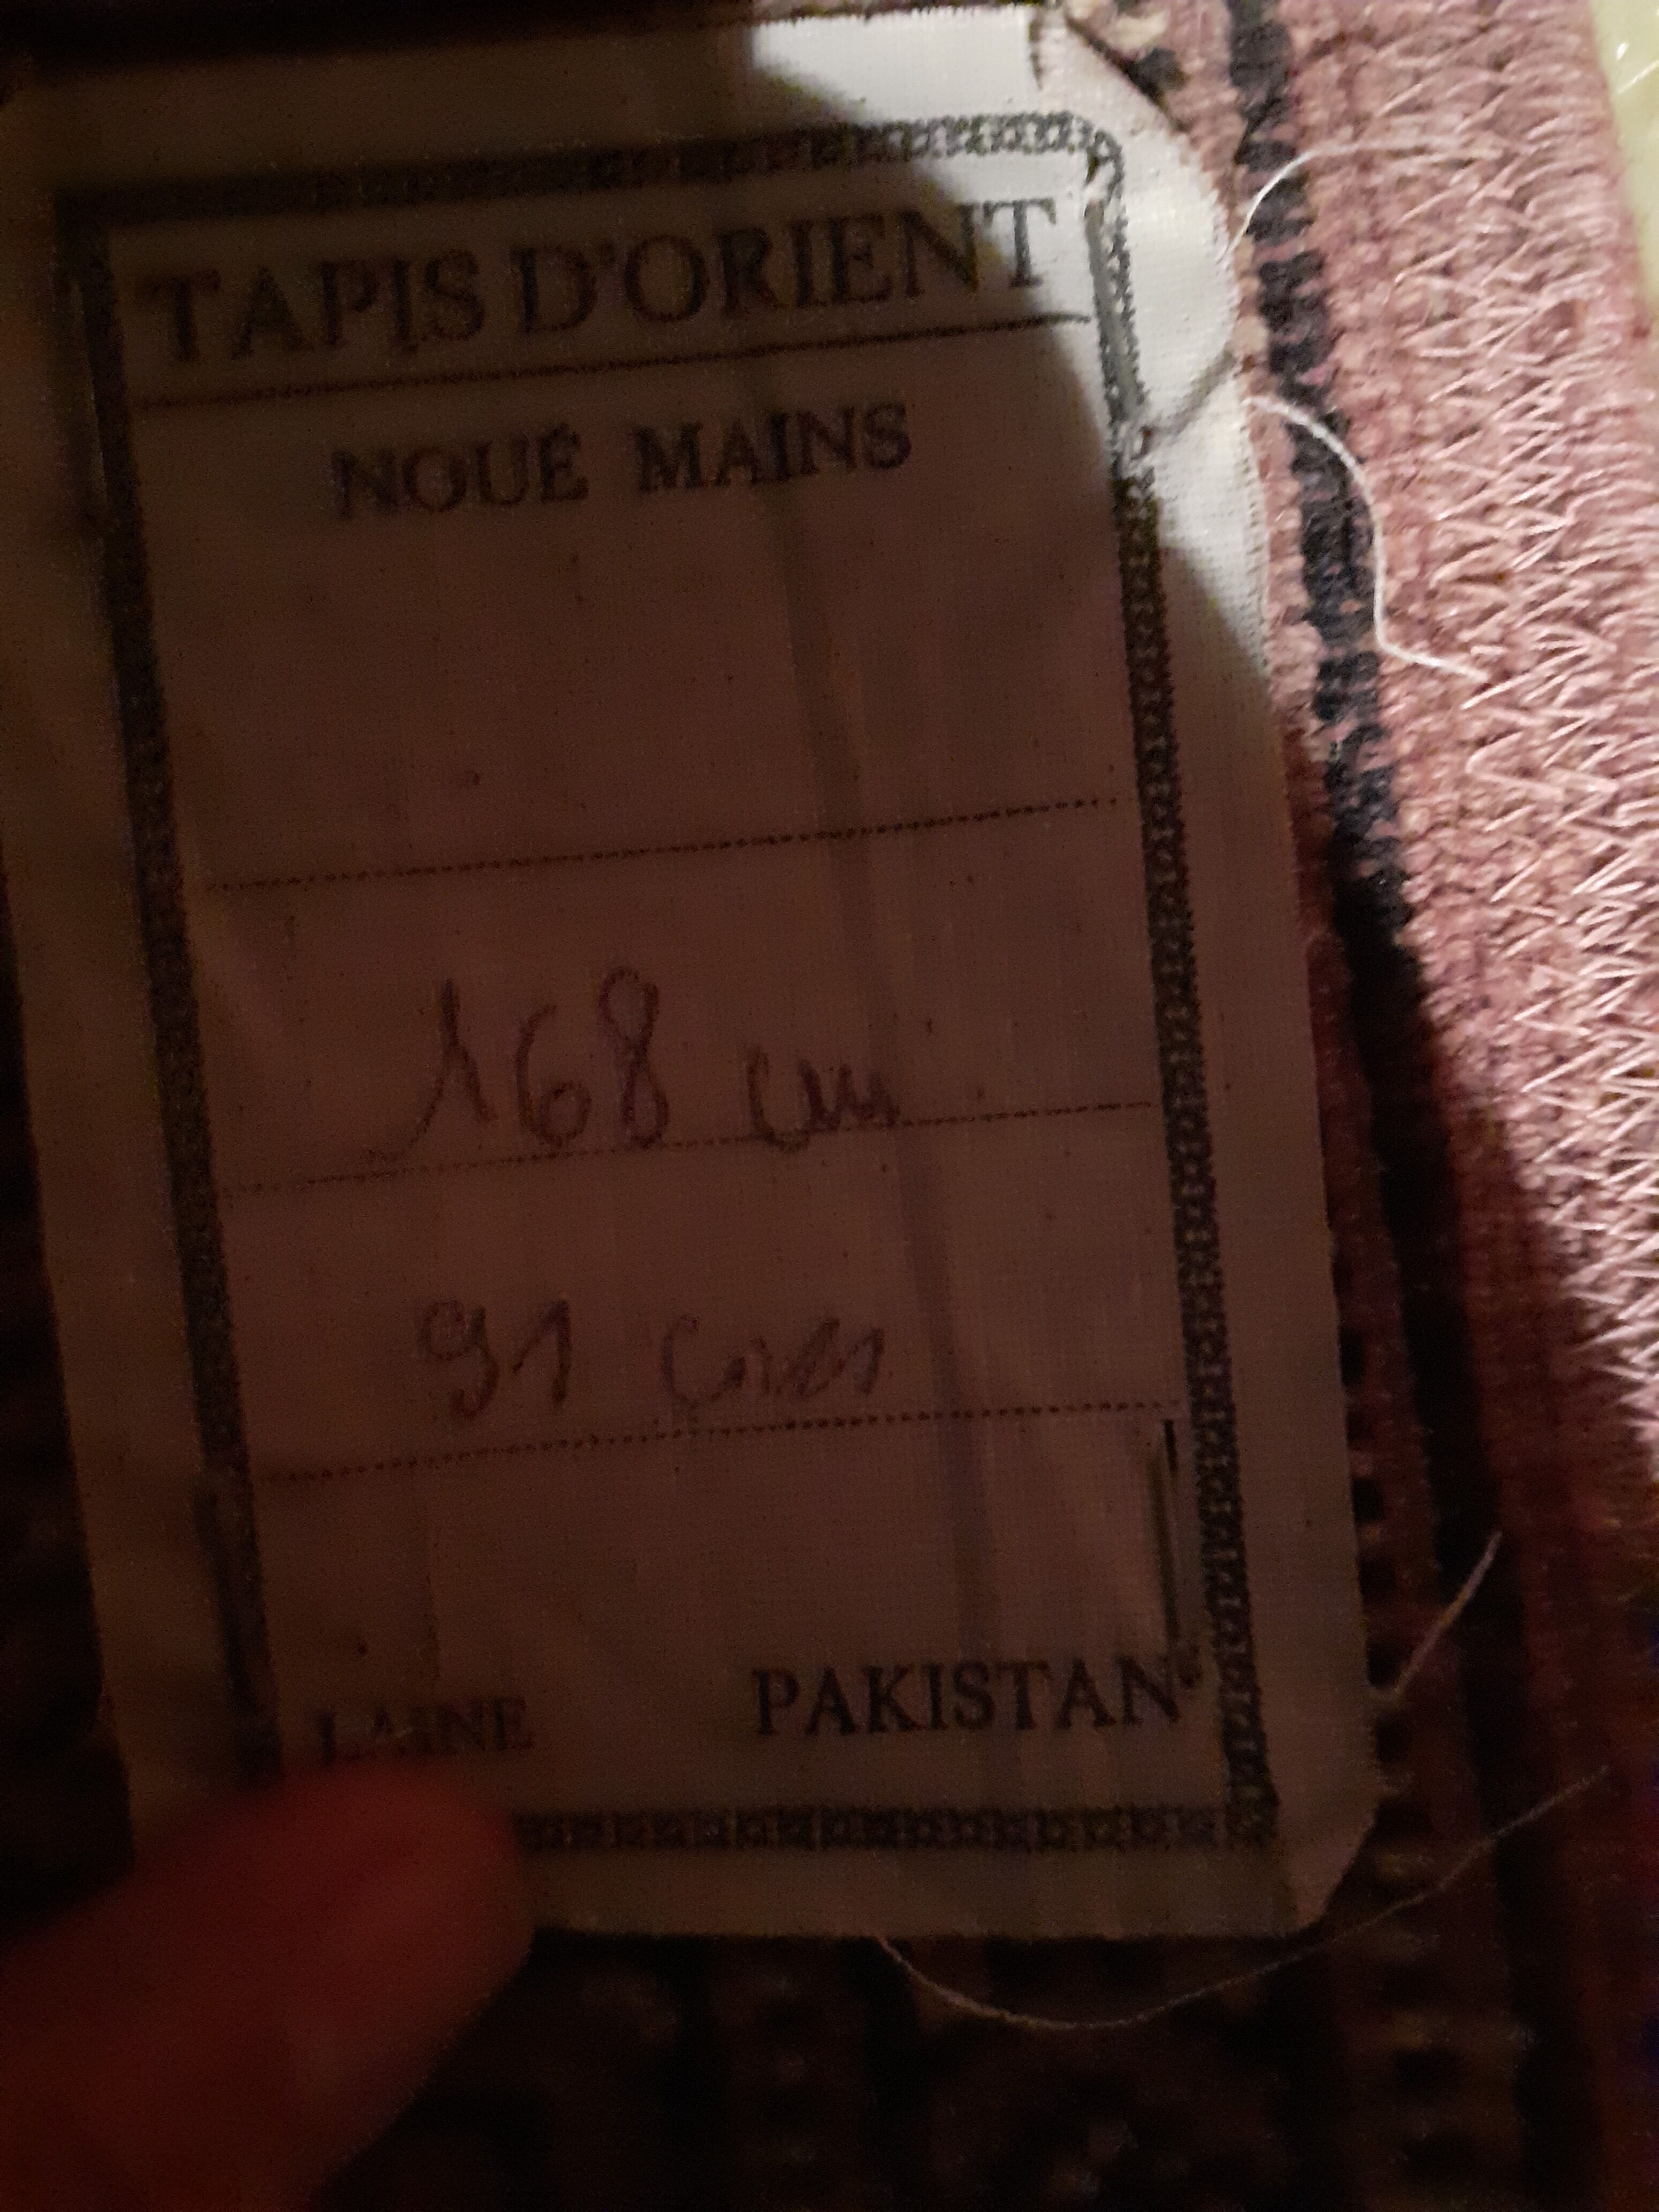 TAPIS D'ORIENT
NOUÉ MAINS
168 cm
91 cm
LAINE PAKISTAN